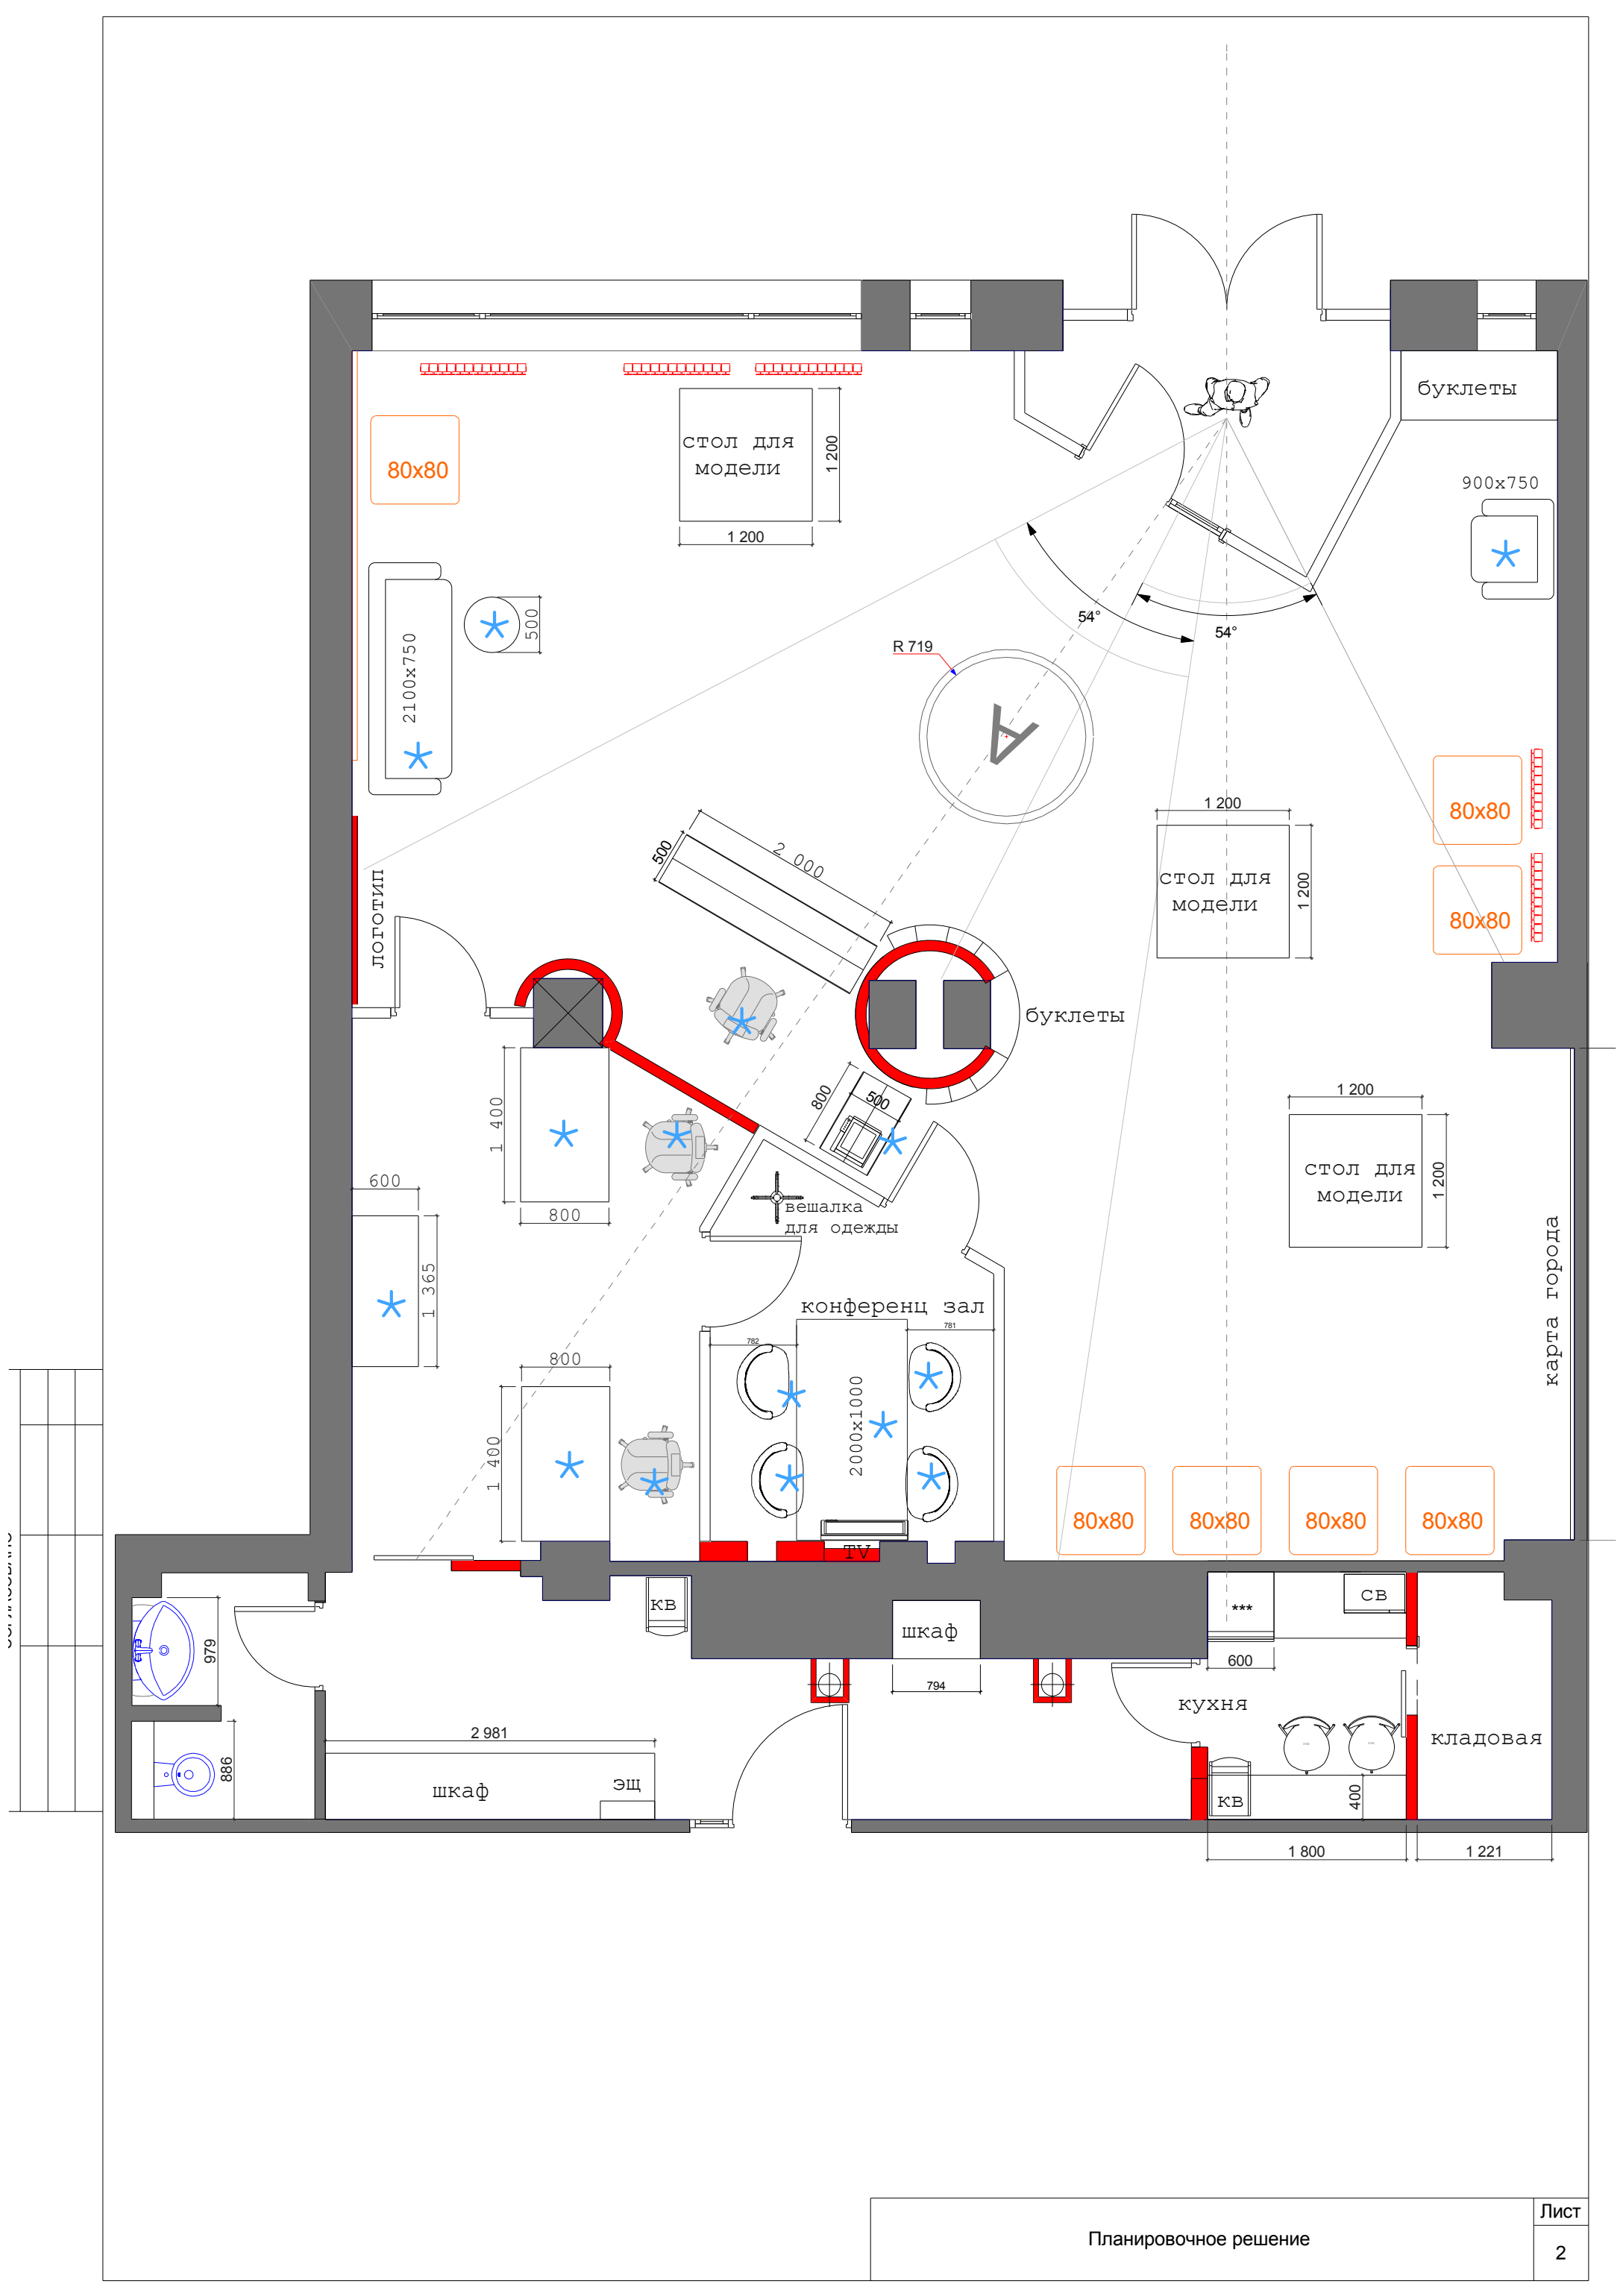 буклеты
80x80
стол для
модели
1 200
1 200
900x750
2100x750
500
54°
54°
R 719
A
логотип
500
2 000
1 200
стол для
модели
1 200
80x80
80x80
буклеты
800
500
1 400
800
600
1 365
вешалка
для одежды
1 200
стол для
модели
1 200
карта города
конференц зал
782
781
2000x1000
800
1 400
TV
80x80
80x80
80x80
80x80
979
886
КВ
шкаф
794
***
600
СВ
кухня
кладовая
2 981
шкаф
ЭЩ
КВ
400
1 800
1 221
Планировочное решение
Лист
2